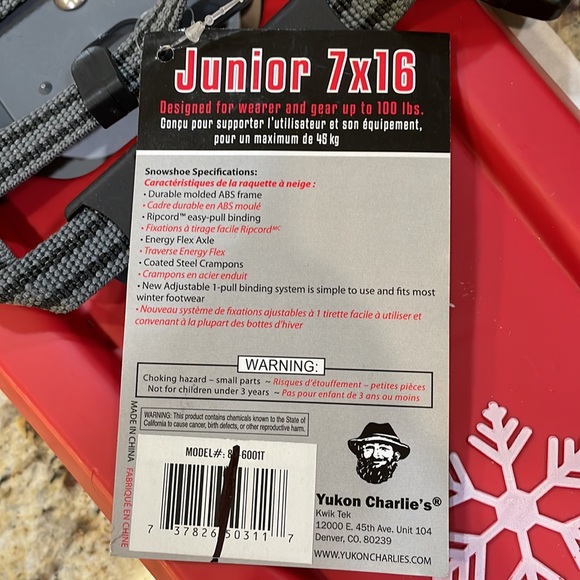 Junior 7x16
Designed for wearer and gear up to 100 lbs.
Conçu pour supporter l'utilisateur et son équipement,
pour un maximum de 45 kg
Snowshoe Specifications:
Caractéristiques de la raquette à neige :
• Durable molded ABS frame
• Cadre durable en ABS moulé
• Ripcord™ easy-pull binding
• Fixations à tirage facile Ripcordᴹᶜ
• Energy Flex Axle
• Traverse Energy Flex
• Coated Steel Crampons
• Crampons en acier enduit
• New Adjustable 1-pull binding system is simple to use and fits most
winter footwear
• Nouveau système de fixations ajustables à 1 tirette facile à utiliser et
convenant à la plupart des bottes d'hiver
WARNING:
Choking hazard – small parts ~ Risques d'étouffement – petites pièces
Not for children under 3 years ~ Pas pour enfant de 3 ans ou moins
WARNING: This product contains chemicals known to the State of
California to cause cancer, birth defects, or other reproductive harm.
MADE IN CHINA FABRIQUÉ EN CHINE
MODEL#: 8 -6001T
7 37826 50311 7
Yukon Charlie's®
Kwik Tek
12000 E. 45th Ave. Unit 104
Denver, CO. 80239
WWW.YUKONCHARLIES.COM